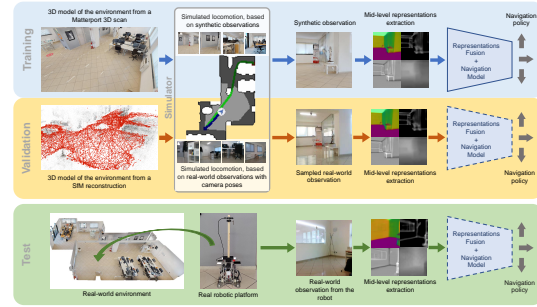 Training
3D model of the environment from a
Matterport 3D scan
Simulated locomotion, based
on synthetic observations
Synthetic observation
Mid-level representations
extraction
Navigation
policy
Representations
Fusion
+
Navigation
Model
Simulator
Validation
3D model of the environment from a
SfM reconstruction
Simulated locomotion, based
on real-world observations with
camera poses
Sampled real-world
observation
Mid-level representations
extraction
Representations
Fusion
+
Navigation
Model
Navigation
policy
Test
Real-world environment
Real robotic platform
Real-world
observation from the
robot
Mid-level representations
extraction
Representations
Fusion
+
Navigation
Model
Navigation
policy